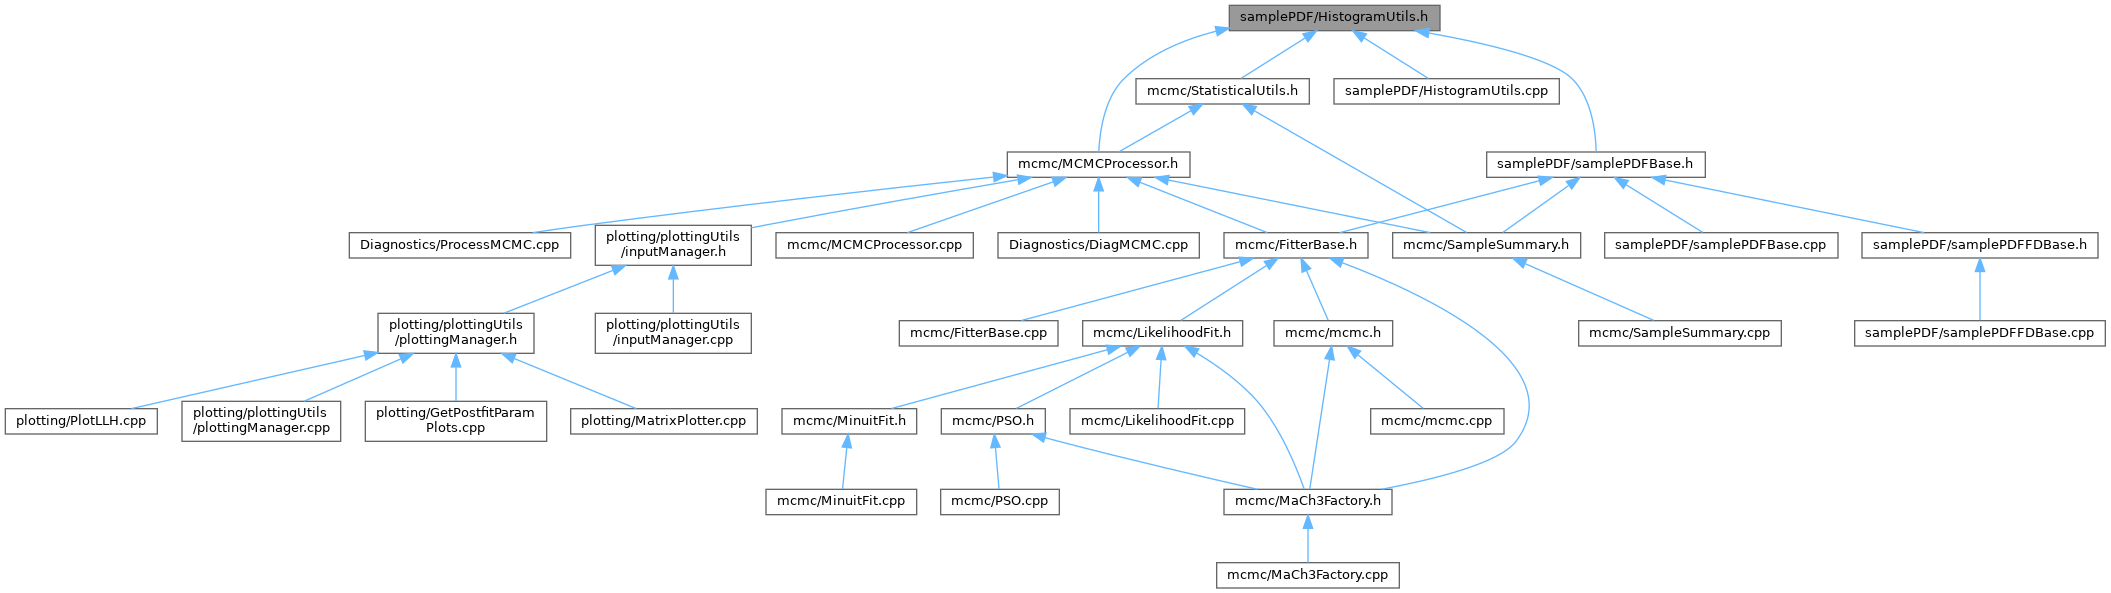 samplePDF/HistogramUtils.h
mcmc/StatisticalUtils.h
samplePDF/HistogramUtils.cpp
mcmc/MCMCProcessor.h
samplePDF/samplePDFBase.h
Diagnostics/ProcessMCMC.cpp
plotting/plottingUtils
/inputManager.h
mcmc/MCMCProcessor.cpp
Diagnostics/DiagMCMC.cpp
mcmc/FitterBase.h
mcmc/SampleSummary.h
samplePDF/samplePDFBase.cpp
samplePDF/samplePDFFDBase.h
plotting/plottingUtils
/plottingManager.h
plotting/plottingUtils
/inputManager.cpp
mcmc/FitterBase.cpp
mcmc/LikelihoodFit.h
mcmc/mcmc.h
mcmc/SampleSummary.cpp
samplePDF/samplePDFFDBase.cpp
plotting/PlotLLH.cpp
plotting/plottingUtils
/plottingManager.cpp
plotting/GetPostfitParam
Plots.cpp
plotting/MatrixPlotter.cpp
mcmc/MinuitFit.h
mcmc/PSO.h
mcmc/LikelihoodFit.cpp
mcmc/mcmc.cpp
mcmc/MinuitFit.cpp
mcmc/PSO.cpp
mcmc/MaCh3Factory.h
mcmc/MaCh3Factory.cpp